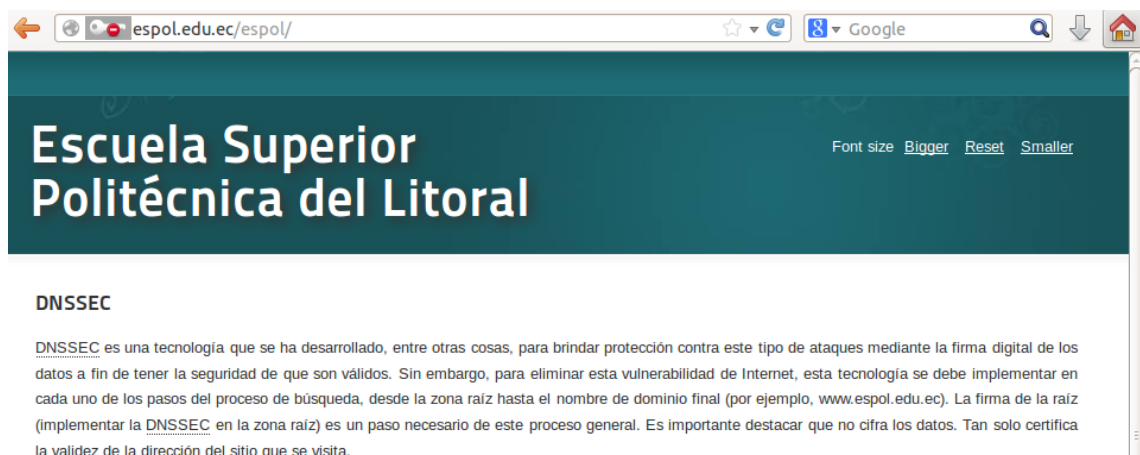 espol.edu.ec/espol/
Google
Escuela Superior
Politécnica del Litoral
Font size Bigger Reset Smaller
DNSSEC
DNSSEC es una tecnología que se ha desarrollado, entre otras cosas, para brindar protección contra este tipo de ataques mediante la firma digital de los
datos a fin de tener la seguridad de que son válidos. Sin embargo, para eliminar esta vulnerabilidad de Internet, esta tecnología se debe implementar en
cada uno de los pasos del proceso de búsqueda, desde la zona raíz hasta el nombre de dominio final (por ejemplo, www.espol.edu.ec). La firma de la raíz
(implementar la DNSSEC en la zona raíz) es un paso necesario de este proceso general. Es importante destacar que no cifra los datos. Tan solo certifica
la validez de la dirección del sitio que se visita.